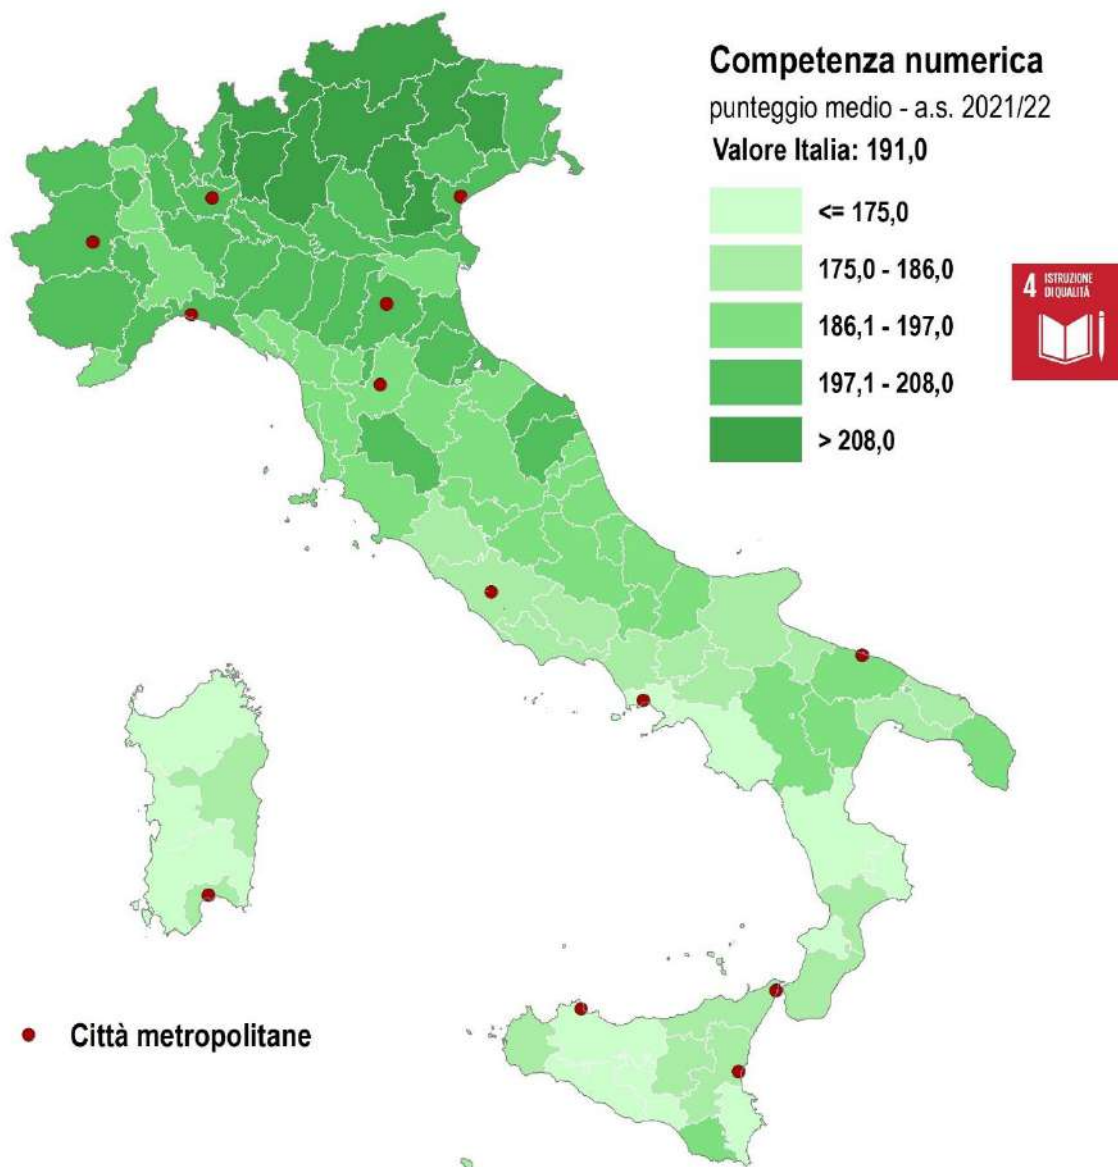 Competenza numerica
punteggio medio - a.s. 2021/22
Valore Italia: 191,0
<= 175,0
175,0 - 186,0
186,1 - 197,0
197,1 - 208,0
> 208,0
4 ISTRUZIONE
DI QUALITÀ
Città metropolitane